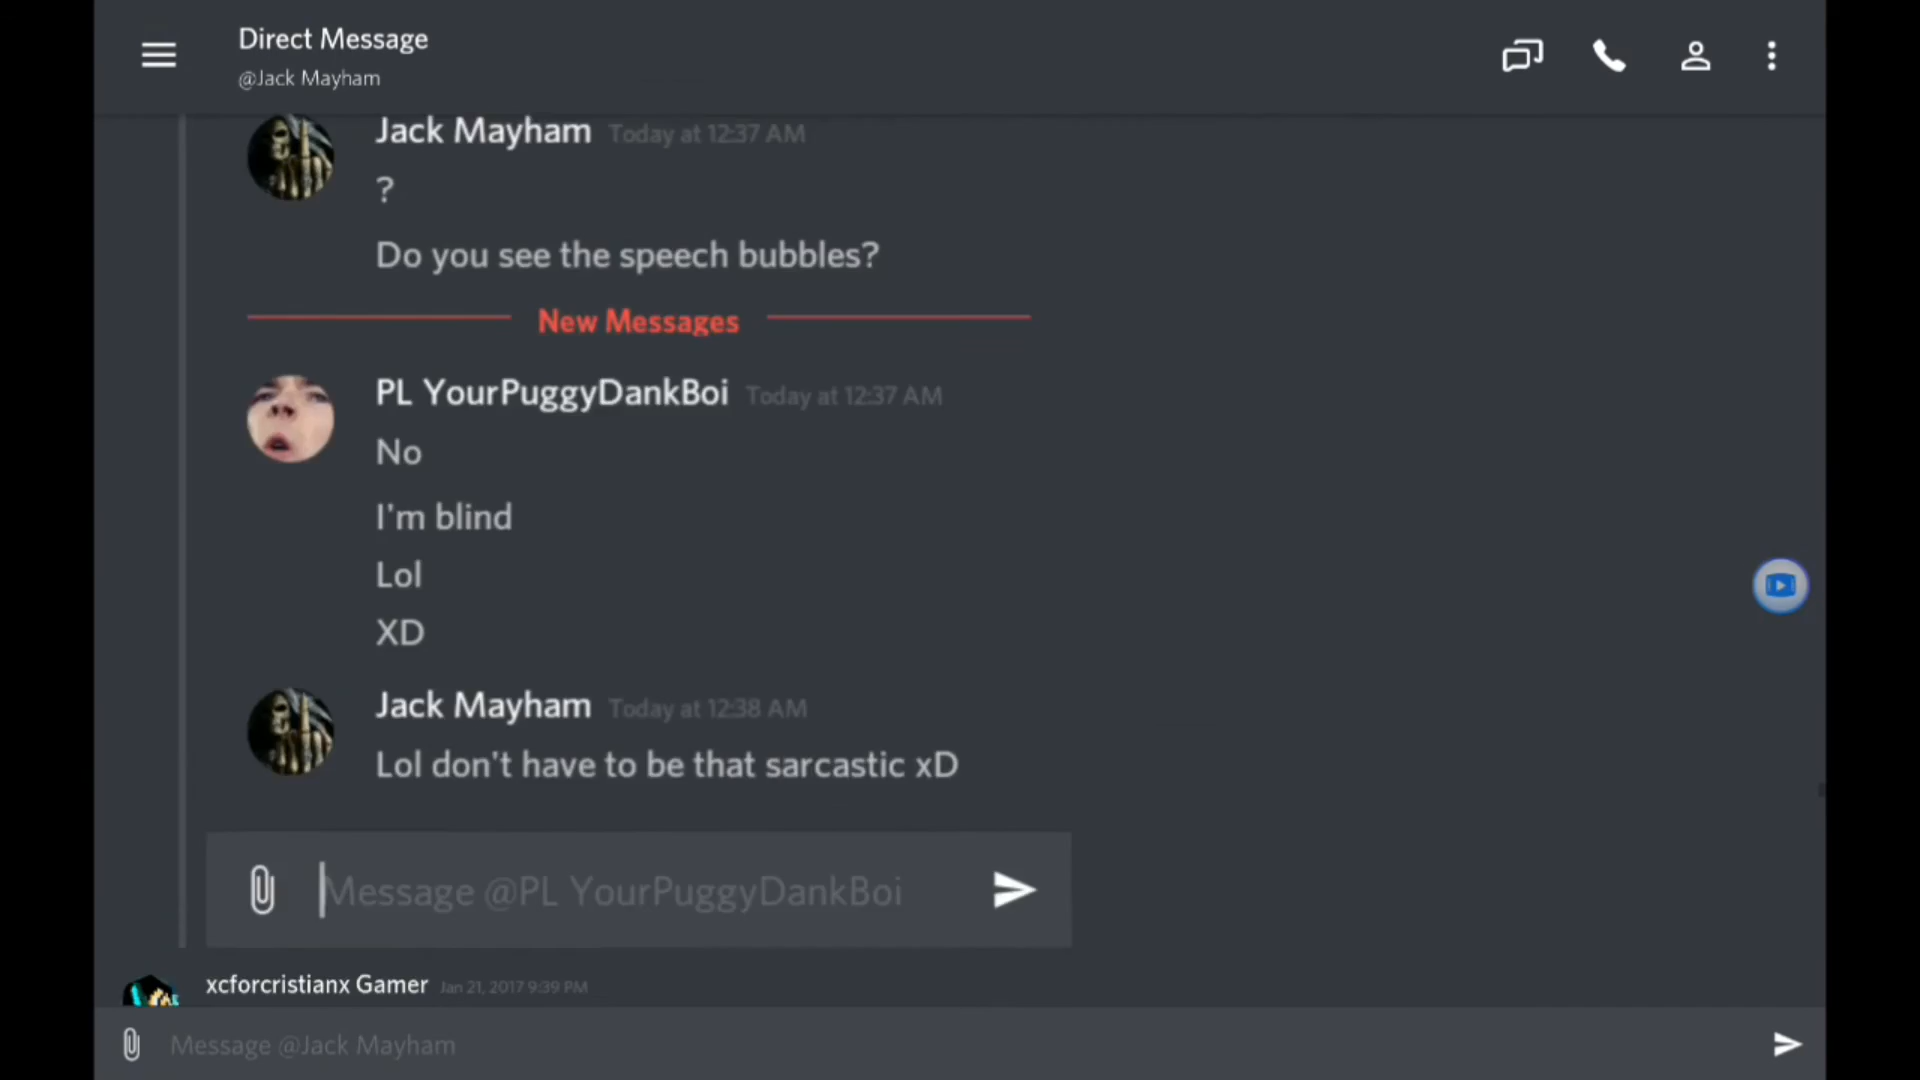 Direct Message
@Jack Mayham
Jack Mayham Today at 12:37 AM
?
Do you see the speech bubbles?
New Messages
PL YourPuggyDankBoi Today at 12:37 AM
No
I'm blind
Lol
XD
Jack Mayham Today at 12:38 AM
Lol don't have to be that sarcastic xD
Message @PL YourPuggyDankBoi
xcforcristianx Gamer Jan 21, 2017 9:39 PM
Message @Jack Mayham